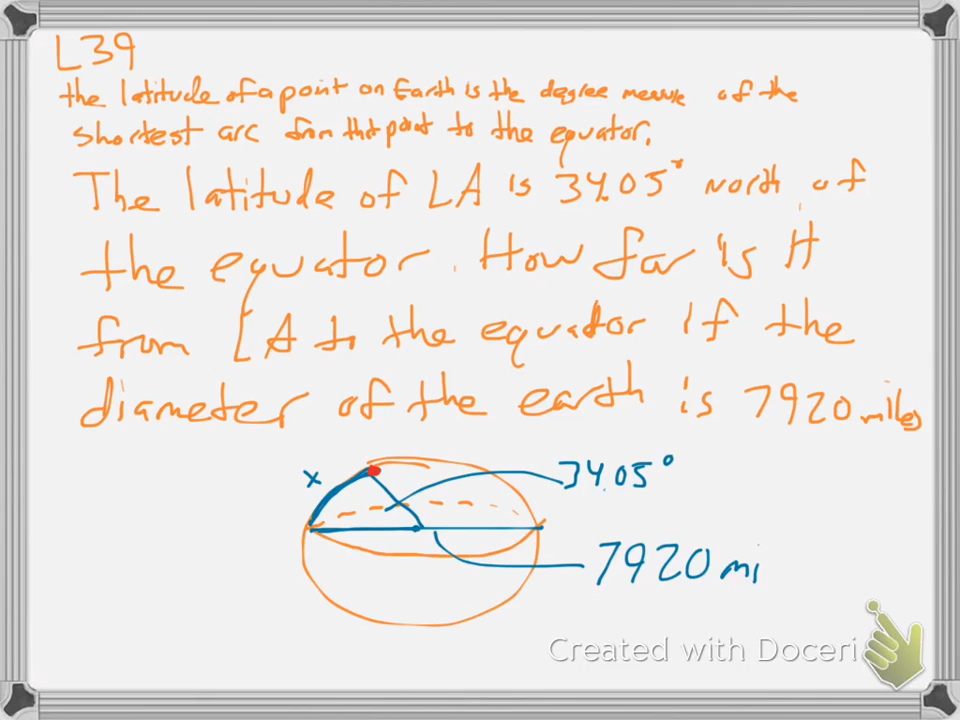 L39
the latitude of a point on Earth is the degree measure of the
shortest arc from that point to the equator.
The latitude of LA is 34.05° north of
the equator. How far is it
from LA to the equator if the
diameter of the earth is 7920 miles
x
34.05°
7920 mi
Created with Doceri